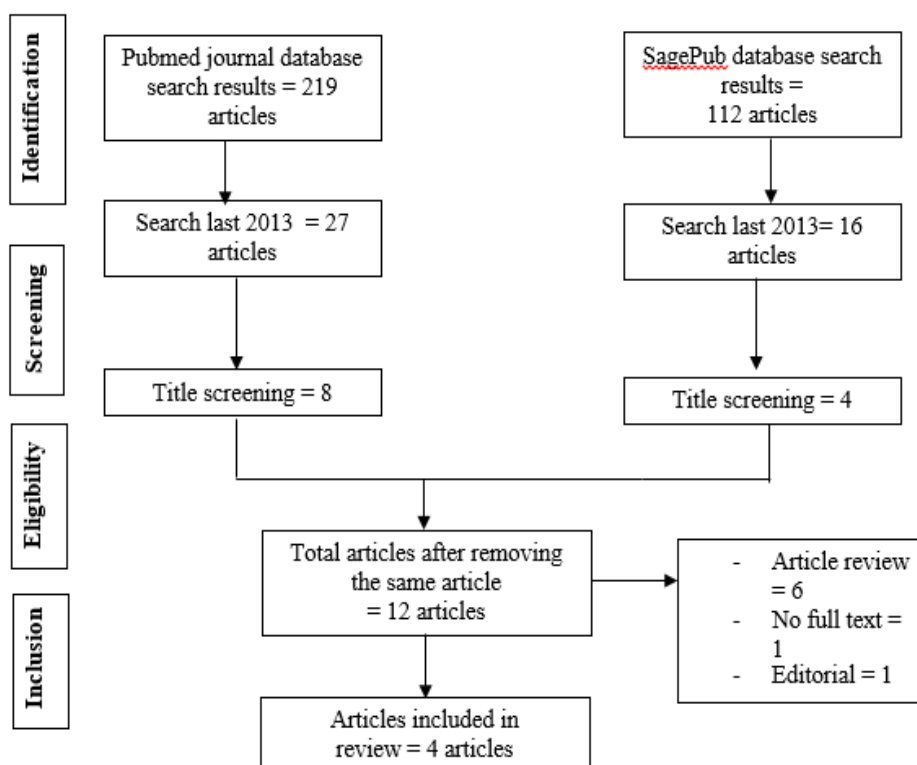 Identification
Pubmed journal database
search results = 219
articles
SagePub database search
results =
112 articles
Search last 2013 = 27
articles
Search last 2013= 16
articles
Screening
Title screening = 8
Title screening = 4
Eligibility
Total articles after removing
the same article
= 12 articles
- Article review
= 6
- No full text =
1
- Editorial = 1
Inclusion
Articles included in
review = 4 articles